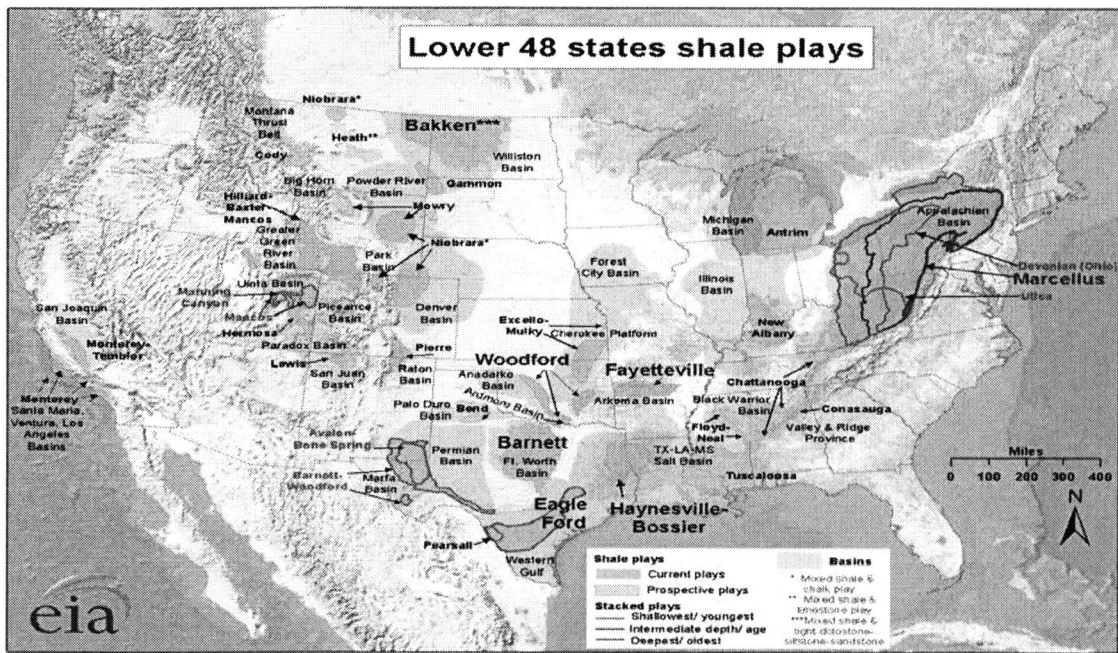 Lower 48 states shale plays
Niobrara*
Montana
Thrust
Belt
Heath**
Bakken***
Cody
Williston
Basin
Big Horn
Basin
Powder River
Basin
Gammon
Hilliard-
Baxter-
Mancos
Mowry
Greater
Green
River
Basin
Niobrara*
Park
Basin
Michigan
Basin
Antrim
Appalachian
Basin
Forest
City Basin
Illinois
Basin
Devonian (Ohio)
Marcellus
Utica
Uinta Basin
Manning
Canyon
Mancos
Piceance
Basin
Denver
Basin
San Joaquin
Basin
Hermosa
Excello-
Mulky
Cherokee Platform
New
Albany
Monterey-
Temblor
Paradox Basin
Lewis
San Juan
Basin
Pierre
Raton
Basin
Woodford
Anadarko
Basin
Fayetteville
Chattanooga
Monterey
Santa Maria,
Ventura, Los
Angeles
Basins
Palo Duro
Basin
Bend
Ardmore Basin
Arkoma Basin
Black Warrior
Basin
Conasauga
Valley & Ridge
Province
Avalon-
Bone Spring
Permian
Basin
Barnett
Ft. Worth
Basin
Floyd-
Neal
TX-LA-MS
Salt Basin
Tuscaloosa
Barnett-
Woodford
Marfa
Basin
Eagle
Ford
Haynesville-
Bossier
Pearsall
Western
Gulf
Miles
0 100 200 300 400
N
Shale plays
Current plays
Prospective plays
Stacked plays
Shallowest/ youngest
Intermediate depth/ age
Deepest/ oldest
Basins
* Mixed shale &
chalk play
** Mixed shale &
limestone play
***Mixed shale &
tight dolostone-
siltstone-sandstone
eia